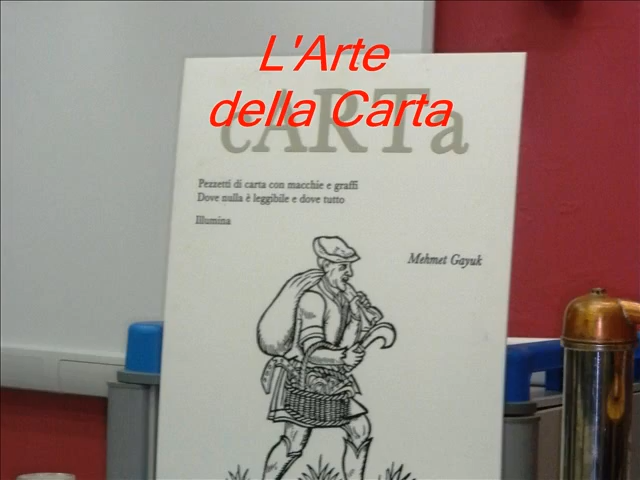 L'Arte
della Carta
cARTa
Pezzetti di carta con macchie e graffi
Dove nulla è leggibile e dove tutto
Illumina
Mehmet Gayuk